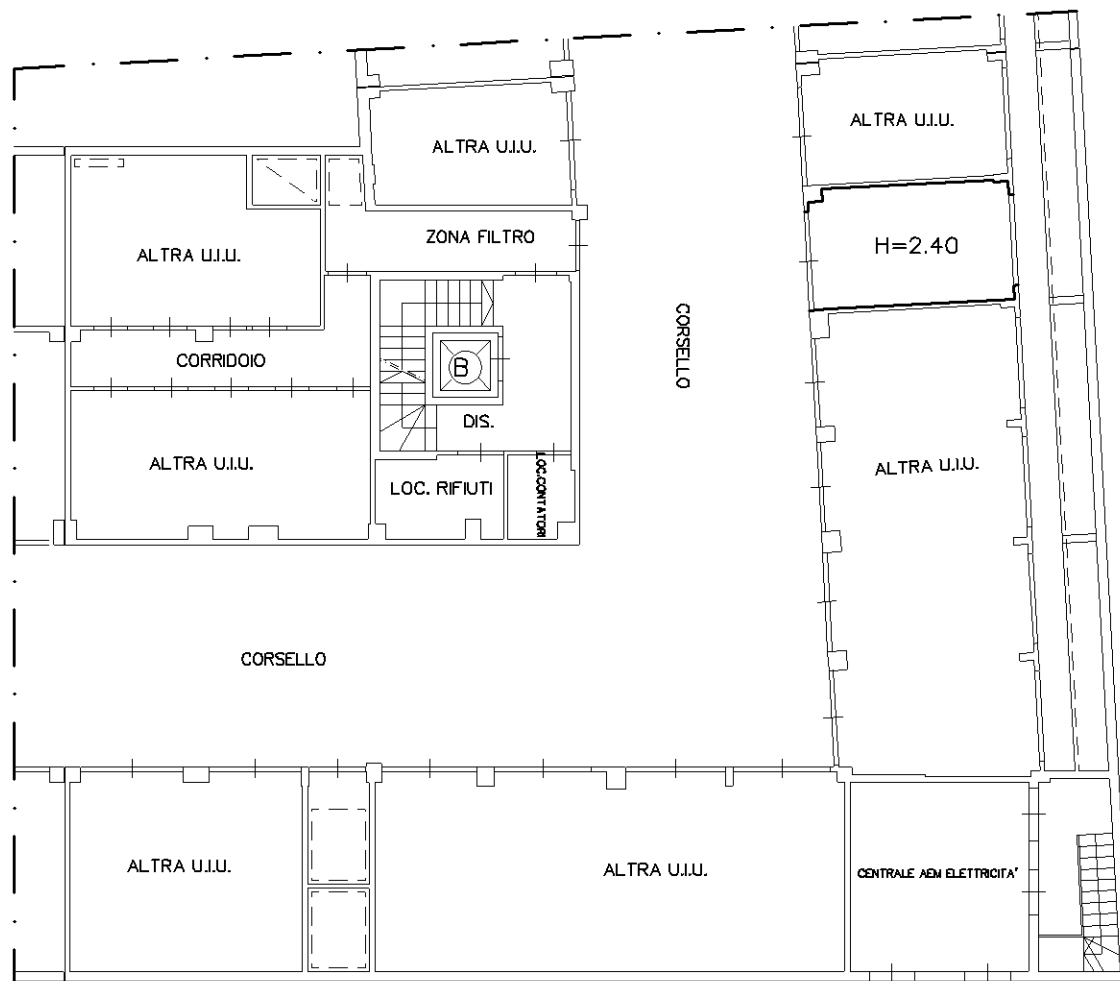 ALTRA U.I.U.
ALTRA U.I.U.
ZONA FILTRO
ALTRA U.I.U.
H=2.40
CORSELLO
CORRIDOIO
B
DIS.
ALTRA U.I.U.
ALTRA U.I.U.
LOC. RIFIUTI
LOC.CONTATORI
CORSELLO
ALTRA U.I.U.
ALTRA U.I.U.
CENTRALE AEM ELETTRICITA'